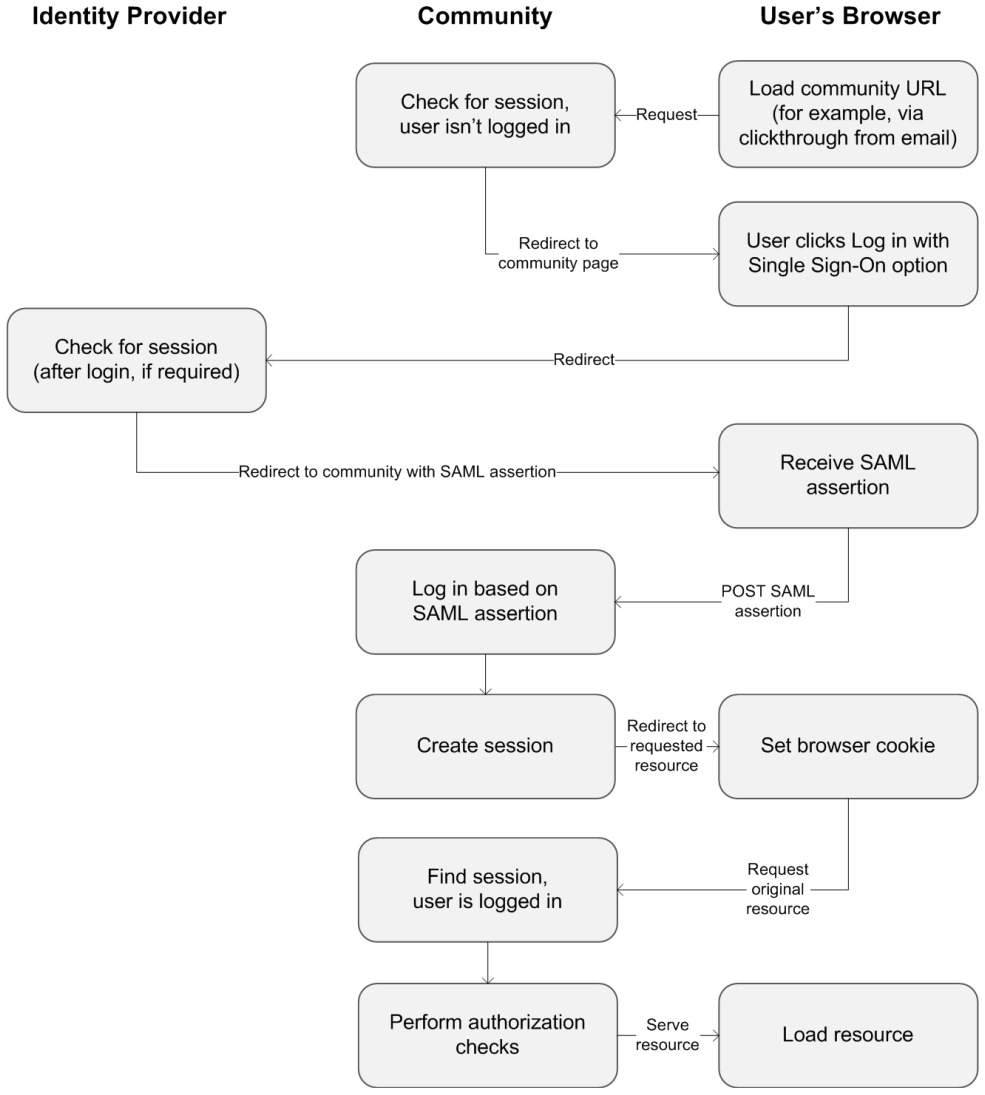 Identity Provider
Community
User’s Browser
Check for session,
user isn’t logged in
Request
Load community URL
(for example, via
clickthrough from email)
Redirect to
community page
User clicks Log in with
Single Sign-On option
Check for session
(after login, if required)
Redirect
Redirect to community with SAML assertion
Receive SAML
assertion
Log in based on
SAML assertion
POST SAML
assertion
Create session
Redirect to
requested
resource
Set browser cookie
Find session,
user is logged in
Request
original
resource
Perform authorization
checks
Serve
resource
Load resource